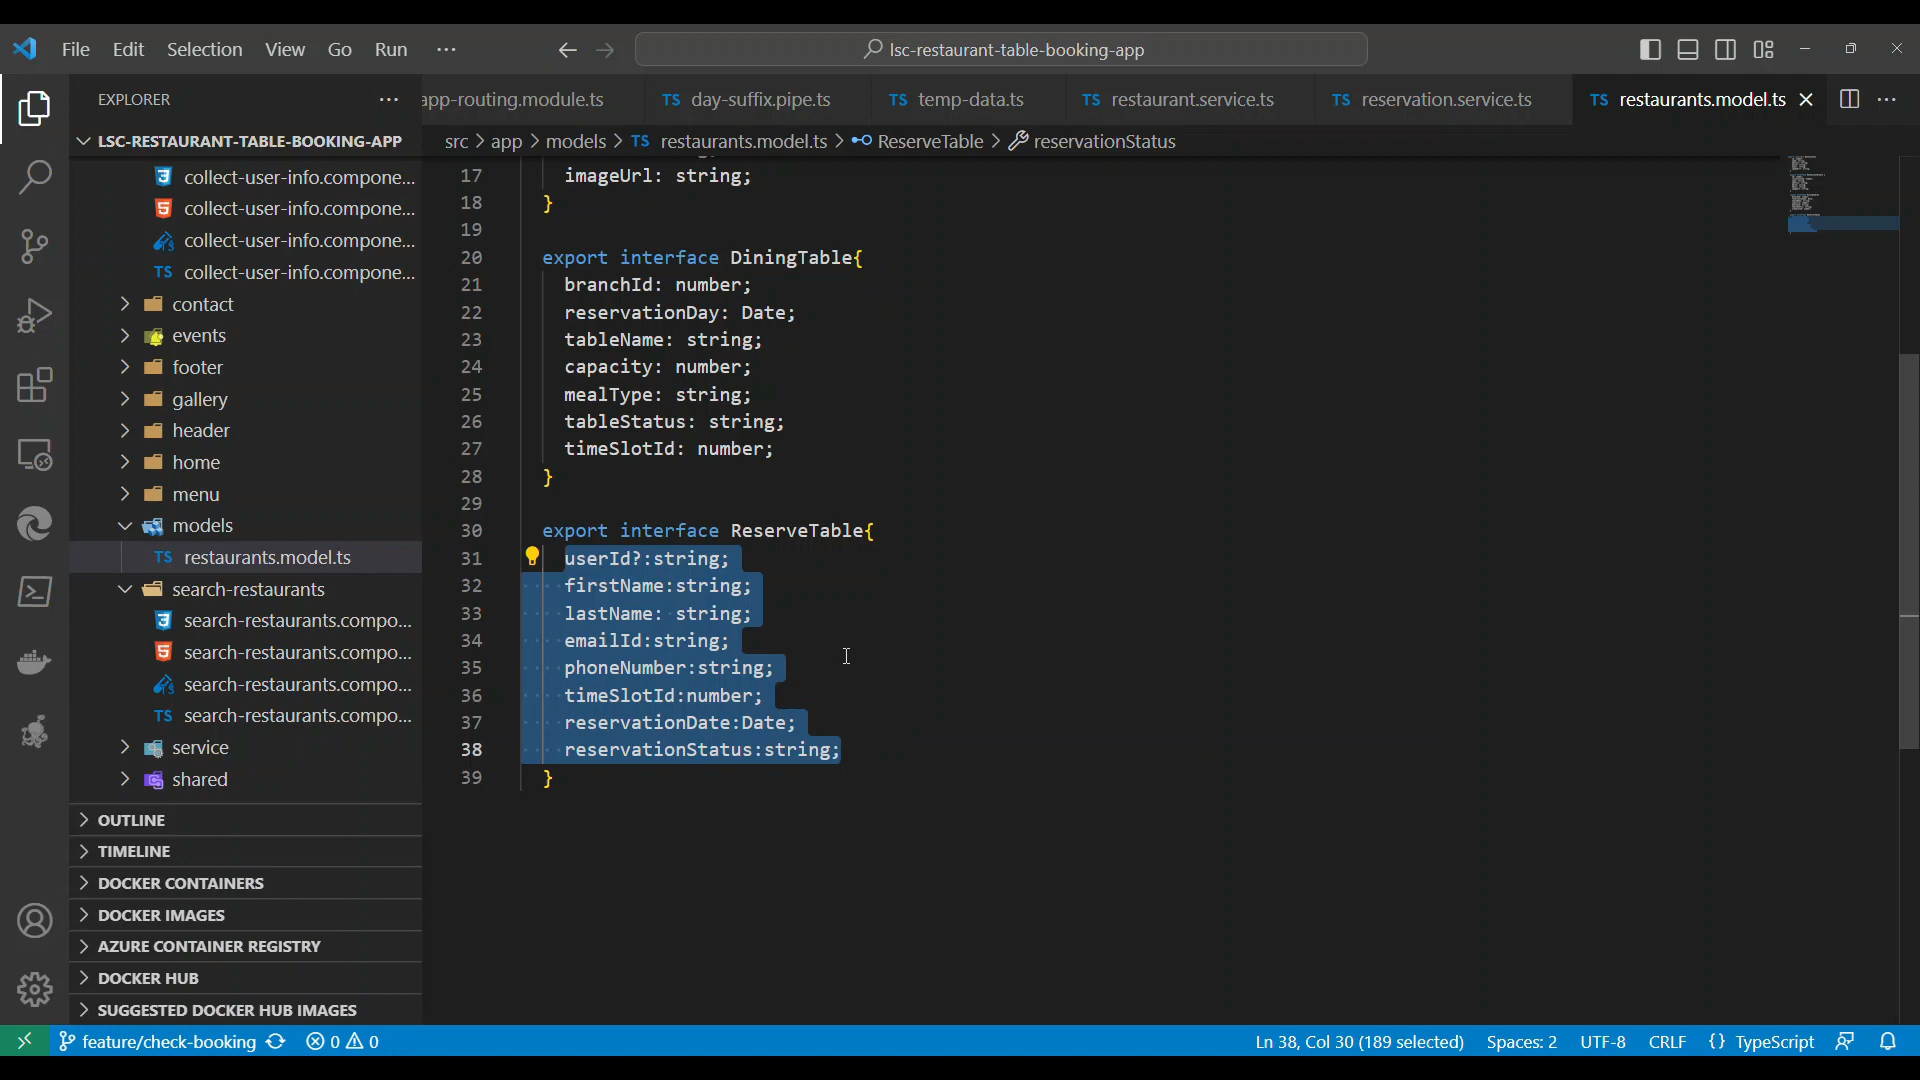 File Edit Selection View Go Run ···
lsc-restaurant-table-booking-app
EXPLORER
···
app-routing.module.ts
TS day-suffix.pipe.ts
TS temp-data.ts
TS restaurant.service.ts
TS reservation.service.ts
TS restaurants.model.ts
···
LSC-RESTAURANT-TABLE-BOOKING-APP
src > app > models > TS restaurants.model.ts > ReserveTable > reservationStatus
collect-user-info.compone...
collect-user-info.compone...
collect-user-info.compone...
TS collect-user-info.compone...
contact
events
footer
gallery
header
home
menu
models
TS restaurants.model.ts
search-restaurants
search-restaurants.compo...
search-restaurants.compo...
search-restaurants.compo...
TS search-restaurants.compo...
service
shared
OUTLINE
TIMELINE
DOCKER CONTAINERS
DOCKER IMAGES
AZURE CONTAINER REGISTRY
DOCKER HUB
SUGGESTED DOCKER HUB IMAGES
17 imageUrl: string;
18 }
19
20 export interface DiningTable{
21 branchId: number;
22 reservationDay: Date;
23 tableName: string;
24 capacity: number;
25 mealType: string;
26 tableStatus: string;
27 timeSlotId: number;
28 }
29
30 export interface ReserveTable{
31 userId?:string;
32 firstName:string;
33 lastName: string;
34 emailId:string;
35 phoneNumber:string;
36 timeSlotId:number;
37 reservationDate:Date;
38 reservationStatus:string;
39 }
feature/check-booking 0 0
Ln 38, Col 30 (189 selected) Spaces: 2 UTF-8 CRLF {} TypeScript